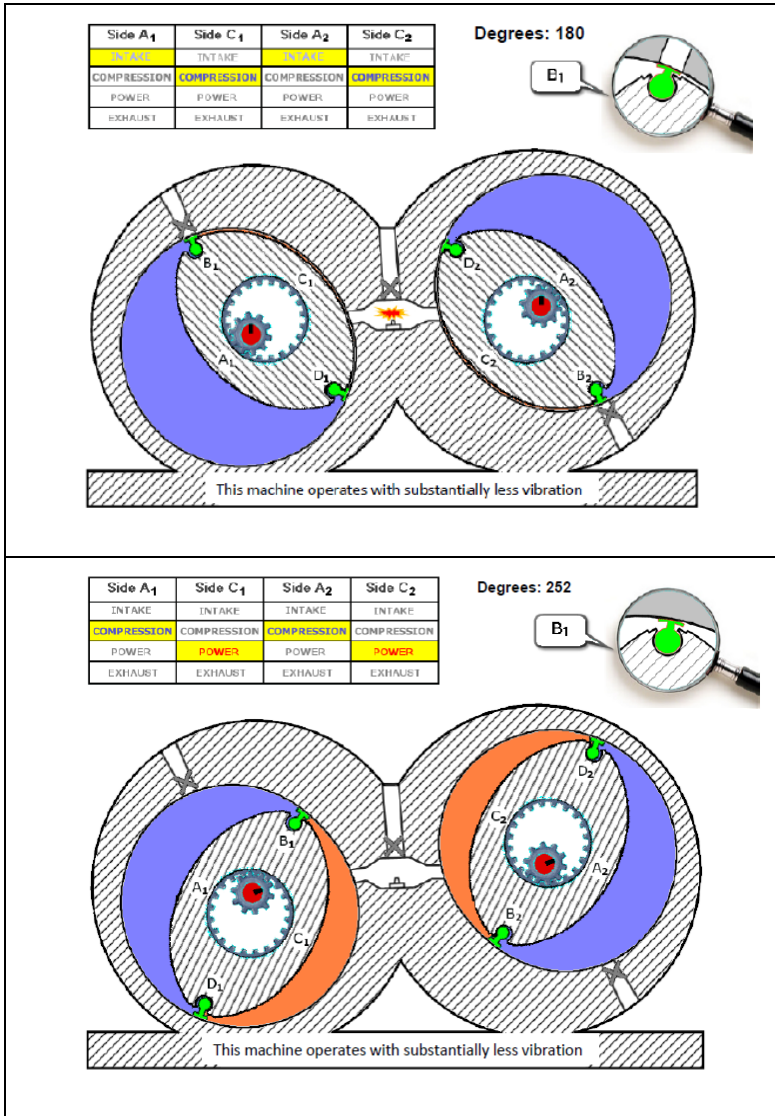 Side A1 Side C1 Side A2 Side C2
INTAKE INTAKE INTAKE INTAKE
COMPRESSION COMPRESSION COMPRESSION COMPRESSION
POWER POWER POWER POWER
EXHAUST EXHAUST EXHAUST EXHAUST
Degrees: 180
B1
B1
C1
A1
D1
D2
A2
C2
B2
This machine operates with substantially less vibration
Side A1 Side C1 Side A2 Side C2
INTAKE INTAKE INTAKE INTAKE
COMPRESSION COMPRESSION COMPRESSION COMPRESSION
POWER POWER POWER POWER
EXHAUST EXHAUST EXHAUST EXHAUST
Degrees: 252
B1
D2
C2
A2
B1
A1
B2
C1
D1
This machine operates with substantially less vibration